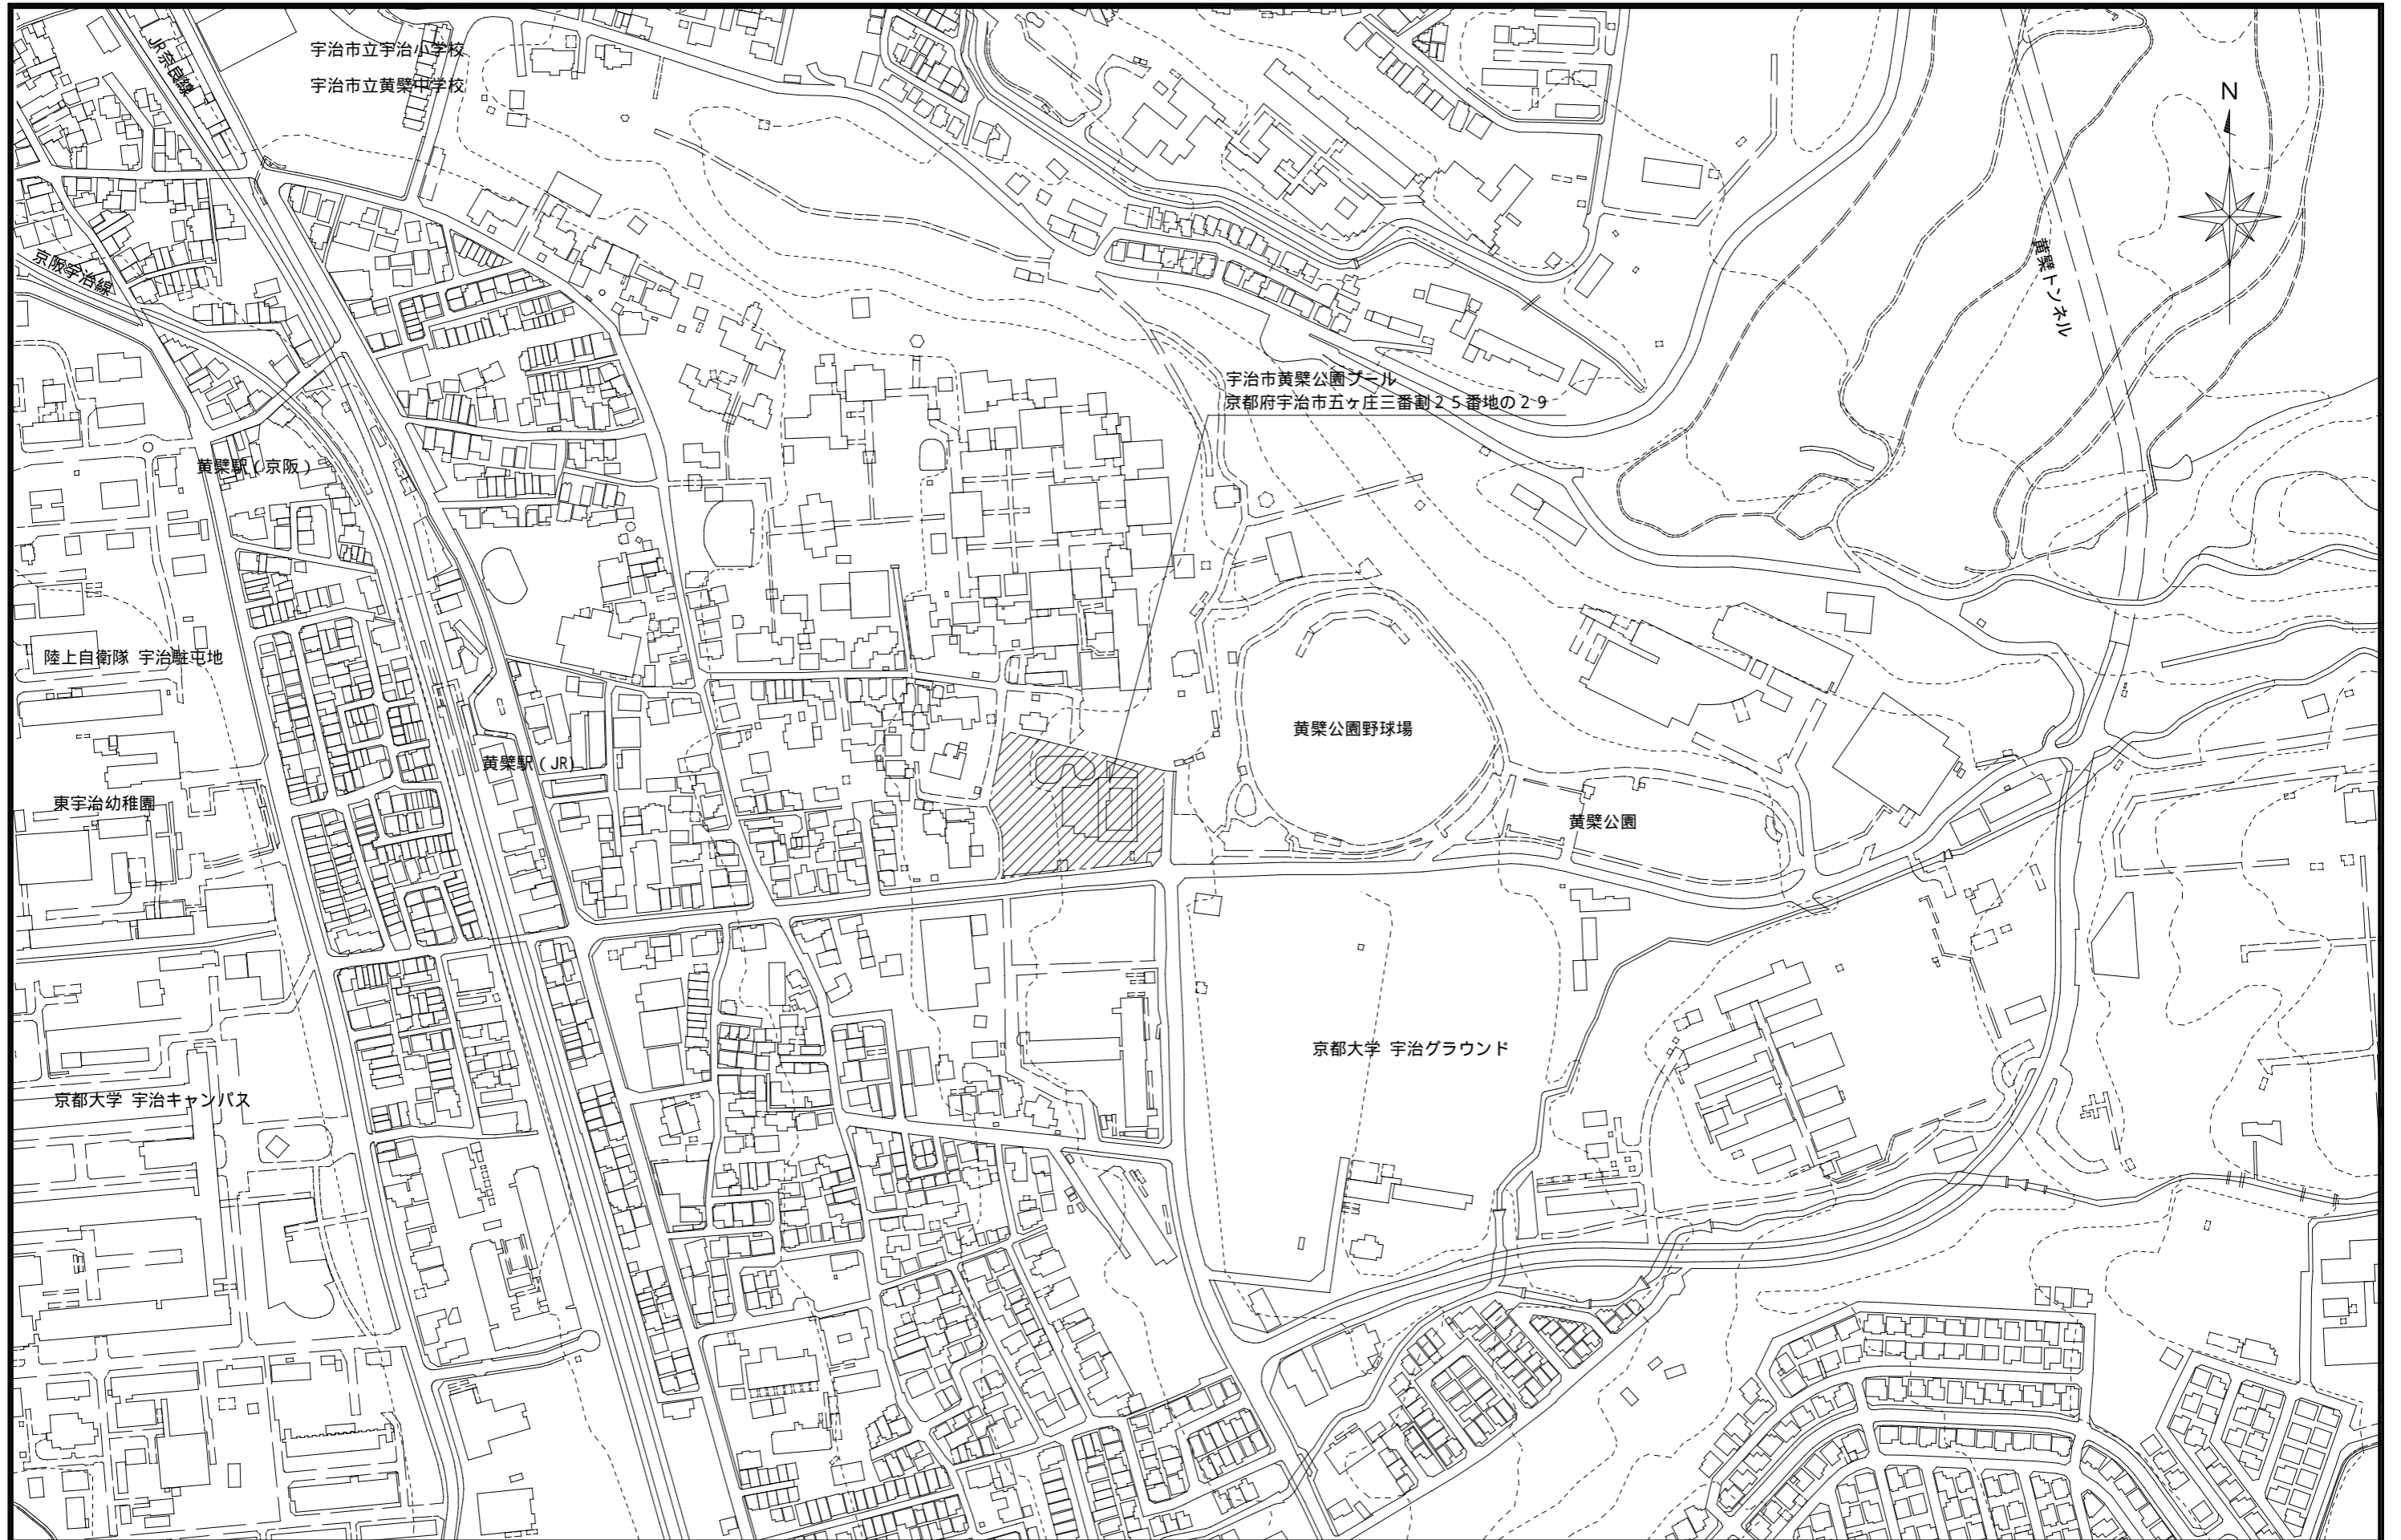 宇治市立宇治小学校
宇治市立黄檗中学校
JR奈良線
N
京阪宇治線
黄檗トンネル
宇治市黄檗公園プール
京都府宇治市五ヶ庄三番割２５番地の２９
黄檗駅（京阪）
陸上自衛隊 宇治駐屯地
黄檗公園野球場
黄檗駅（JR）
東宇治幼稚園
黄檗公園
京都大学 宇治グラウンド
京都大学 宇治キャンパス